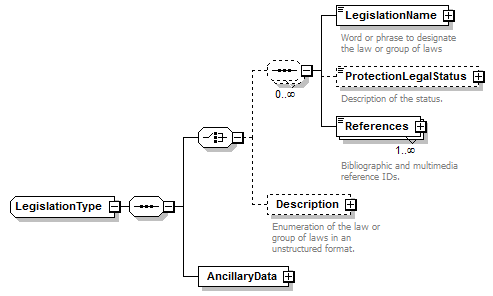 LegislationName
Word or phrase to designate
the law or group of laws
0..∞
ProtectionLegalStatus
Description of the status.
References
1..∞
Bibliographic and multimedia
reference IDs.
LegislationType
Description
Enumeration of the law or
group of laws in an
unstructured format.
AncillaryData